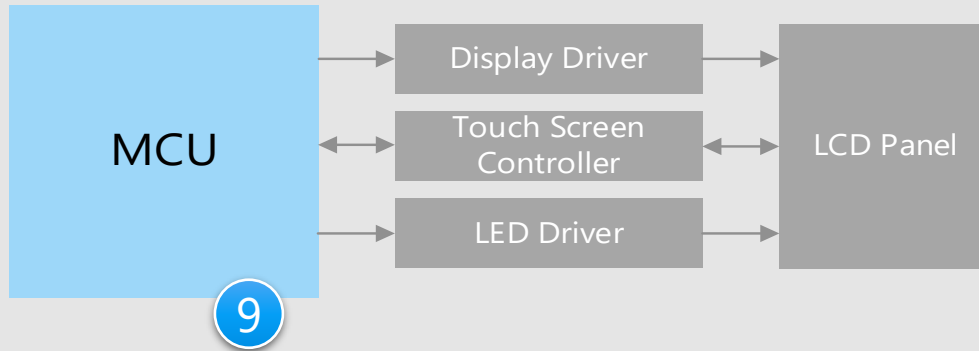 MCU
Display Driver
Touch Screen
Controller
LED Driver
LCD Panel
9